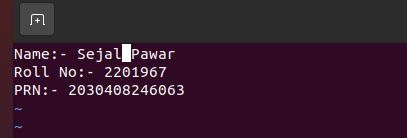 Name:- Sejal Pawar
Roll No:- 2201967
PRN:- 2030408246063
~
~